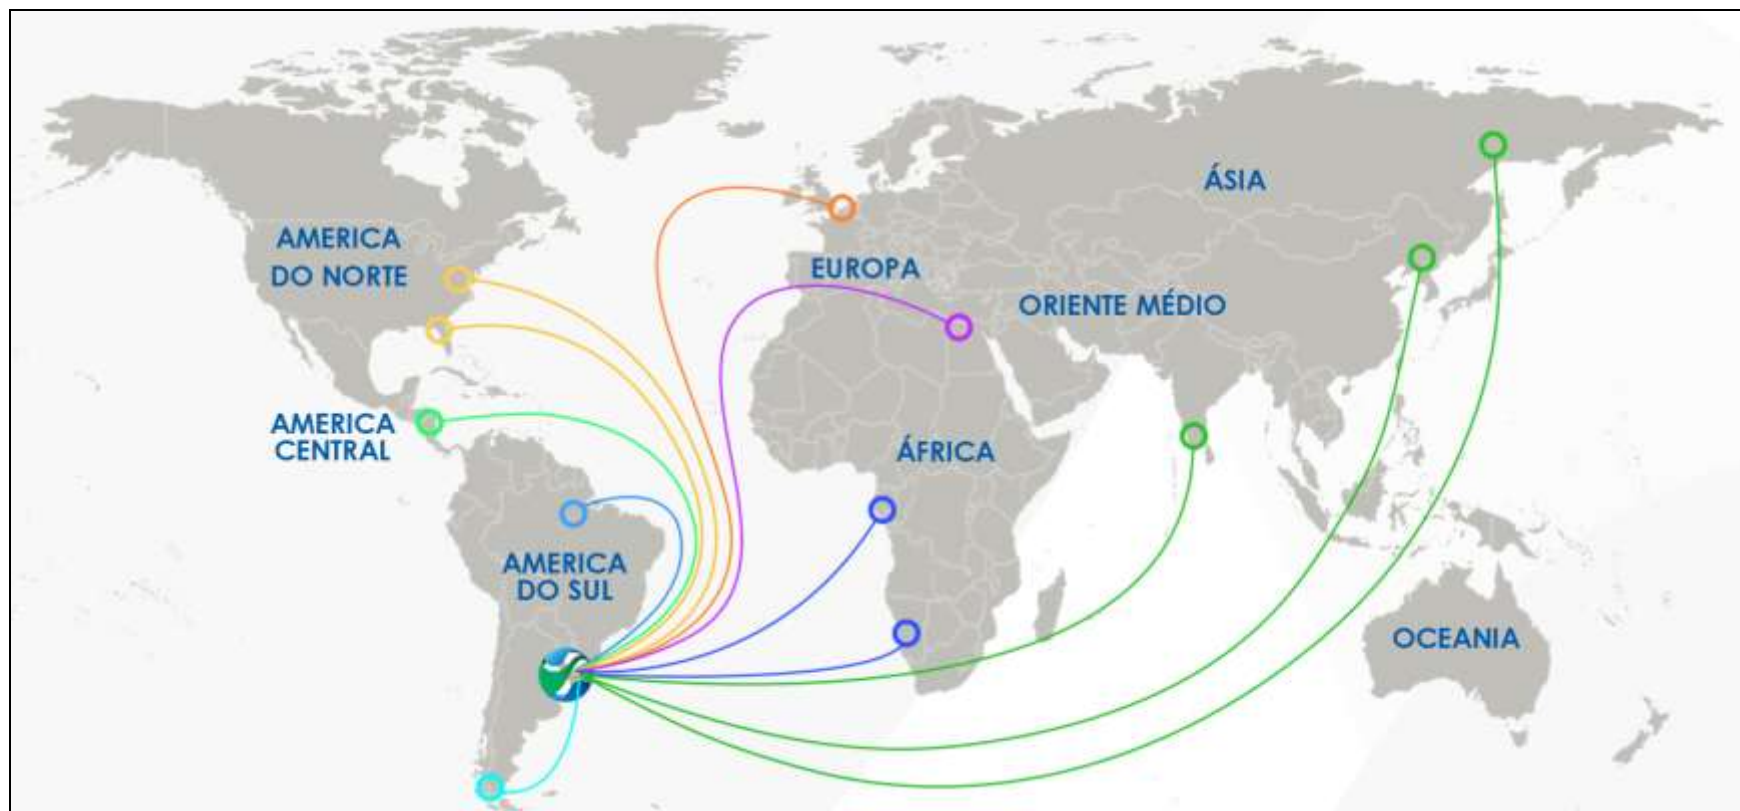 AMERICA
DO NORTE
AMERICA
CENTRAL
AMERICA
DO SUL
EUROPA
ORIENTE MÉDIO
ÁSIA
ÁFRICA
OCEANIA